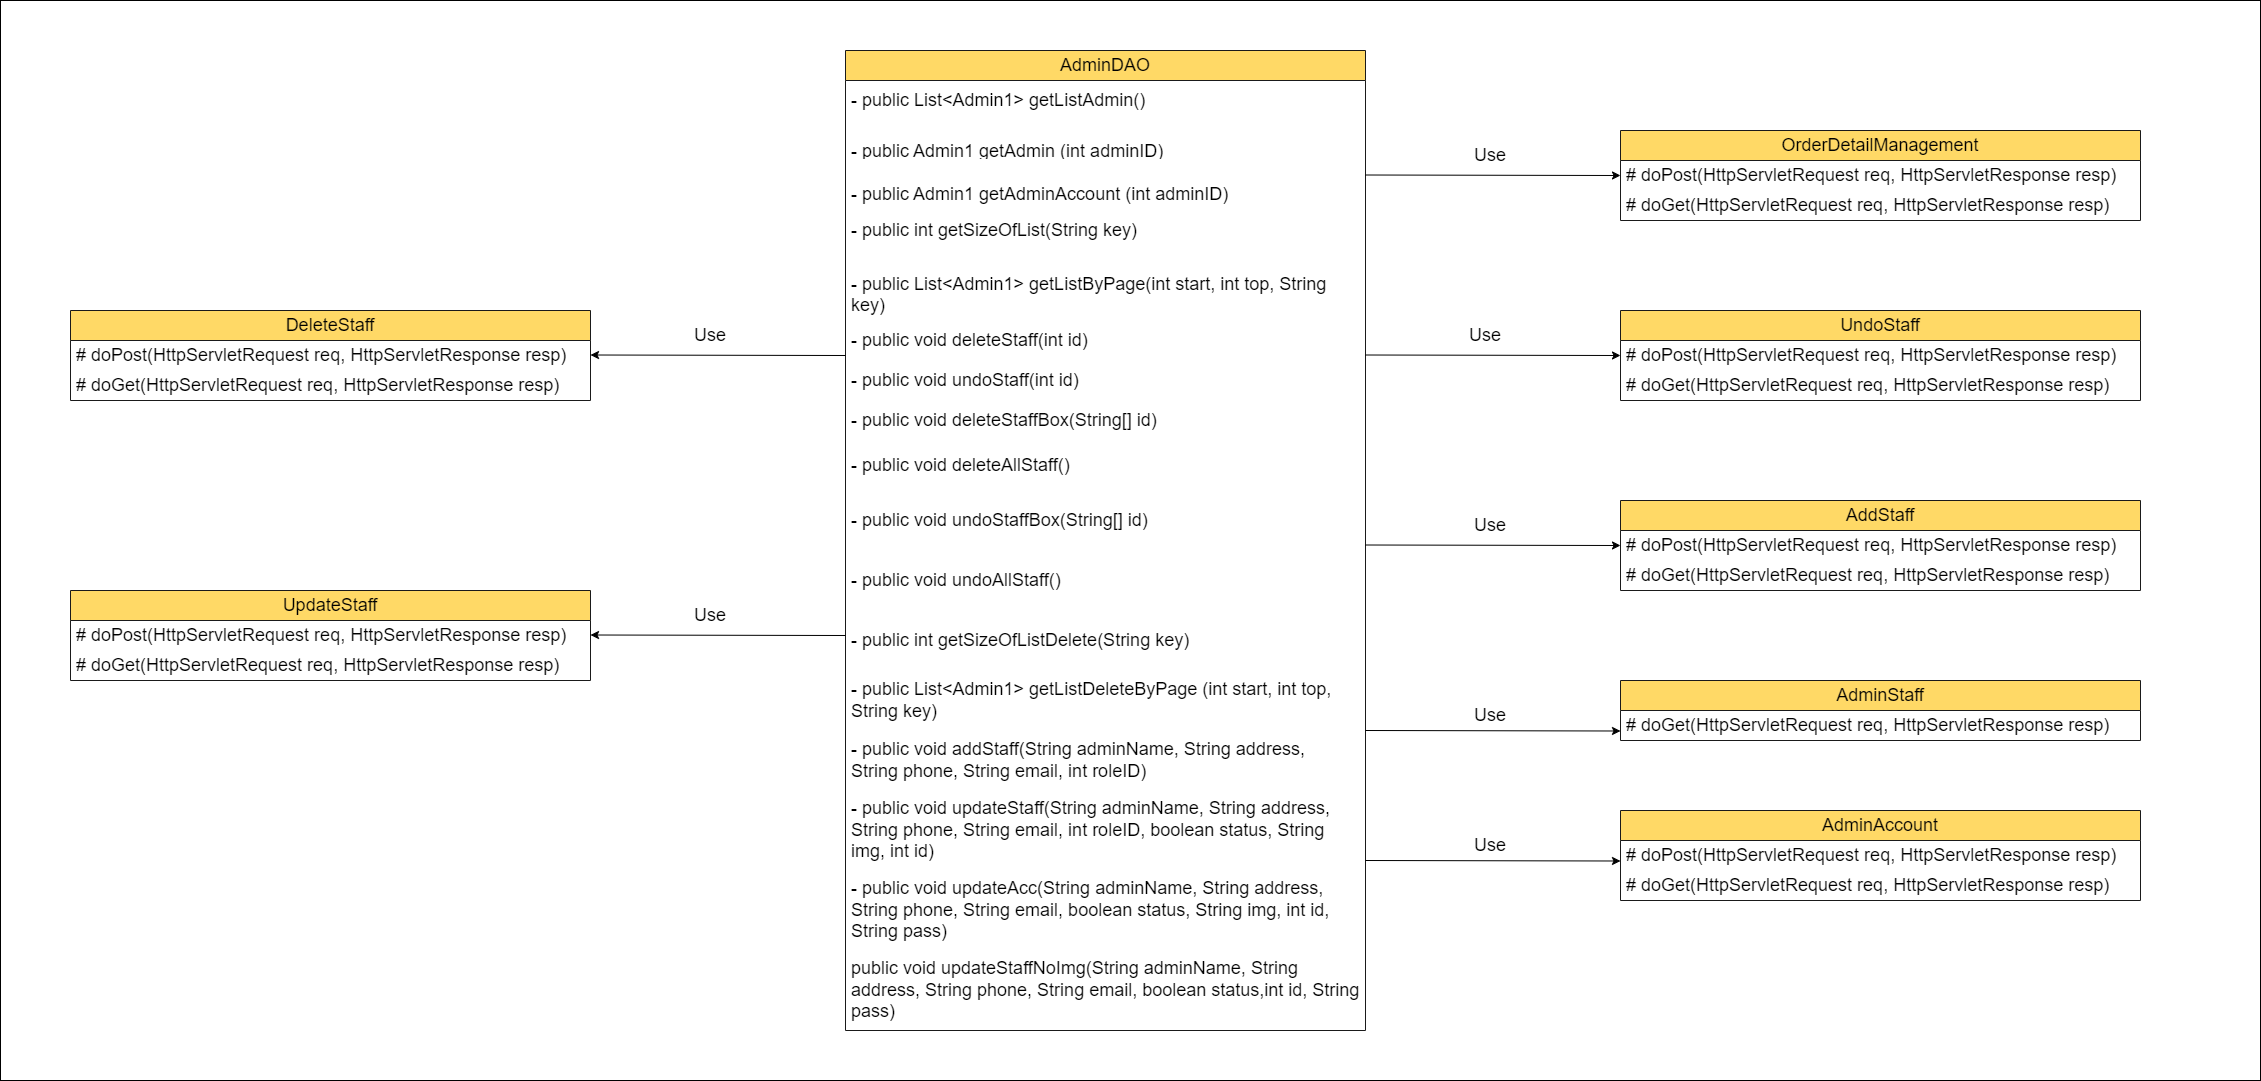 AdminDAO
- public List<Admin1> getListAdmin()
- public Admin1 getAdmin (int adminID)
- public Admin1 getAdminAccount (int adminID)
- public int getSizeOfList(String key)
- public List<Admin1> getListByPage(int start, int top, String
key)
- public void deleteStaff(int id)
- public void undoStaff(int id)
- public void deleteStaffBox(String[] id)
- public void deleteAllStaff()
- public void undoStaffBox(String[] id)
- public void undoAllStaff()
- public int getSizeOfListDelete(String key)
- public List<Admin1> getListDeleteByPage (int start, int top,
String key)
- public void addStaff(String adminName, String address,
String phone, String email, int roleID)
- public void updateStaff(String adminName, String address,
String phone, String email, int roleID, boolean status, String
img, int id)
- public void updateAcc(String adminName, String address,
String phone, String email, boolean status, String img, int id,
String pass)
public void updateStaffNoImg(String adminName, String
address, String phone, String email, boolean status,int id, String
pass)
Use
DeleteStaff
# doPost(HttpServletRequest req, HttpServletResponse resp)
# doGet(HttpServletRequest req, HttpServletResponse resp)
Use
UpdateStaff
# doPost(HttpServletRequest req, HttpServletResponse resp)
# doGet(HttpServletRequest req, HttpServletResponse resp)
Use
OrderDetailManagement
# doPost(HttpServletRequest req, HttpServletResponse resp)
# doGet(HttpServletRequest req, HttpServletResponse resp)
Use
UndoStaff
# doPost(HttpServletRequest req, HttpServletResponse resp)
# doGet(HttpServletRequest req, HttpServletResponse resp)
Use
AddStaff
# doPost(HttpServletRequest req, HttpServletResponse resp)
# doGet(HttpServletRequest req, HttpServletResponse resp)
Use
AdminStaff
# doGet(HttpServletRequest req, HttpServletResponse resp)
Use
AdminAccount
# doPost(HttpServletRequest req, HttpServletResponse resp)
# doGet(HttpServletRequest req, HttpServletResponse resp)